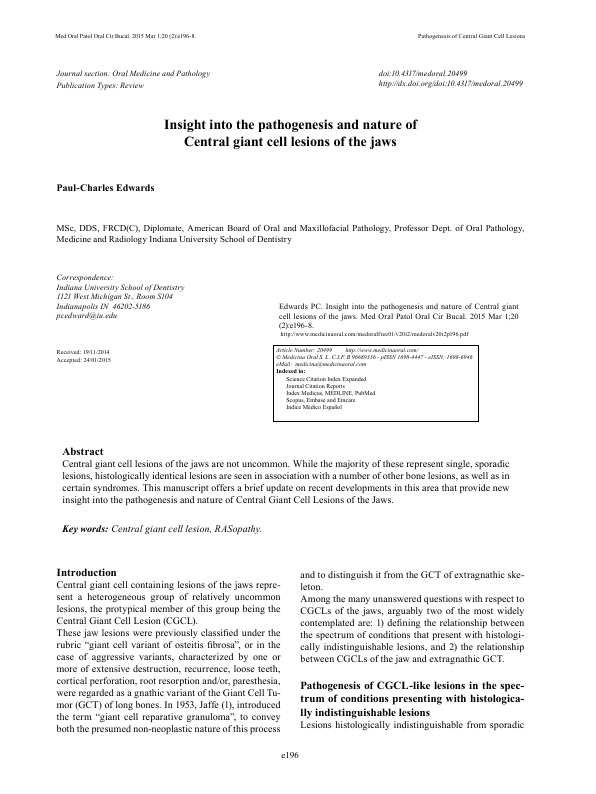 Med Oral Patol Oral Cir Bucal. 2015 Mar 1;20 (2):e196-8.
Pathogenesis of Central Giant Cell Lesions
Journal section: Oral Medicine and Pathology
Publication Types: Review
doi:10.4317/medoral.20499
http://dx.doi.org/doi:10.4317/medoral.20499
Insight into the pathogenesis and nature of
Central giant cell lesions of the jaws
Paul-Charles Edwards
MSc, DDS, FRCD(C), Diplomate, American Board of Oral and Maxillofacial Pathology, Professor Dept. of Oral Pathology,
Medicine and Radiology Indiana University School of Dentistry
Correspondence:
Indiana University School of Dentistry
1121 West Michigan St., Room S104
Indianapolis IN  46202-5186
pcedward@iu.edu
Received: 19/11/2014
Accepted: 24/01/2015
Edwards PC. Insight into the pathogenesis and nature of Central giant
cell lesions of the jaws. Med Oral Patol Oral Cir Bucal. 2015 Mar 1;20
(2):e196-8.
http://www.medicinaoral.com/medoralfree01/v20i2/medoralv20i2p196.pdf
Article Number: 20499      http://www.medicinaoral.com/
© Medicina Oral S. L. C.I.F. B 96689336 - pISSN 1698-4447 - eISSN: 1698-6946
eMail:  medicina@medicinaoral.com
Indexed in:
Science Citation Index Expanded
Journal Citation Reports
Index Medicus, MEDLINE, PubMed
Scopus, Embase and Emcare
Indice Médico Español
Abstract
Central giant cell lesions of the jaws are not uncommon. While the majority of these represent single, sporadic
lesions, histologically identical lesions are seen in association with a number of other bone lesions, as well as in
certain syndromes. This manuscript offers a brief update on recent developments in this area that provide new
insight into the pathogenesis and nature of Central Giant Cell Lesions of the Jaws.
Key words: Central giant cell lesion, RASopathy.
Introduction
Central giant cell containing lesions of the jaws repre-
sent a heterogeneous group of relatively uncommon
lesions, the protypical member of this group being the
Central Giant Cell Lesion (CGCL).
These jaw lesions were previously classified under the
rubric “giant cell variant of osteitis fibrosa”, or in the
case of aggressive variants, characterized by one or
more of extensive destruction, recurrence, loose teeth,
cortical perforation, root resorption and/or, paresthesia,
were regarded as a gnathic variant of the Giant Cell Tu-
mor (GCT) of long bones. In 1953, Jaffe (1), introduced
the term “giant cell reparative granuloma”, to convey
both the presumed non-neoplastic nature of this process
and to distinguish it from the GCT of extragnathic ske-
leton.
Among the many unanswered questions with respect to
CGCLs of the jaws, arguably two of the most widely
contemplated are: 1) defining the relationship between
the spectrum of conditions that present with histologi-
cally indistinguishable lesions, and 2) the relationship
between CGCLs of the jaw and extragnathic GCT.
Pathogenesis of CGCL-like lesions in the spec-
trum of conditions presenting with histologica-
lly indistinguishable lesions
Lesions histologically indistinguishable from sporadic
e196